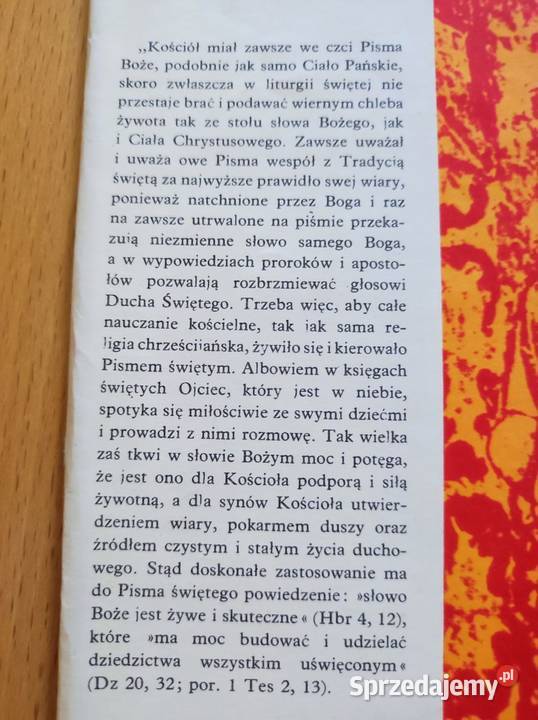 „Kościół miał zawsze we czci Pisma
Boże, podobnie jak samo Ciało Pańskie,
skoro zwłaszcza w liturgii świętej nie
przestaje brać i podawać wiernym chleba
żywota tak ze stołu słowa Bożego, jak
i Ciała Chrystusowego. Zawsze uważał
i uważa owe Pisma wespół z Tradycją
świętą za najwyższe prawidło swej wiary,
ponieważ natchnione przez Boga i raz
na zawsze utrwalone na piśmie przeka-
zują niezmienne słowo samego Boga,
a w wypowiedziach proroków i aposto-
łów pozwalają rozbrzmiewać głosowi
Ducha Świętego. Trzeba więc, aby całe
nauczanie kościelne, tak jak sama re-
ligia chrześcijańska, żywiło się i kierowało
Pismem świętym. Albowiem w księgach
świętych Ojciec, który jest w niebie,
spotyka się miłościwie ze swymi dziećmi
i prowadzi z nimi rozmowę. Tak wielka
zaś tkwi w słowie Bożym moc i potęga,
że jest ono dla Kościoła podporą i siłą
żywotną, a dla synów Kościoła utwier-
dzeniem wiary, pokarmem duszy oraz
źródłem czystym i stałym życia ducho-
wego. Stąd doskonałe zastosowanie ma
do Pisma świętego powiedzenie: »słowo
Boże jest żywe i skuteczne« (Hbr 4, 12),
które »ma moc budować i udzielać
dziedzictwa wszystkim uświęconym«
(Dz 20, 32; por. 1 Tes 2, 13).
Sprzedajemy.pl